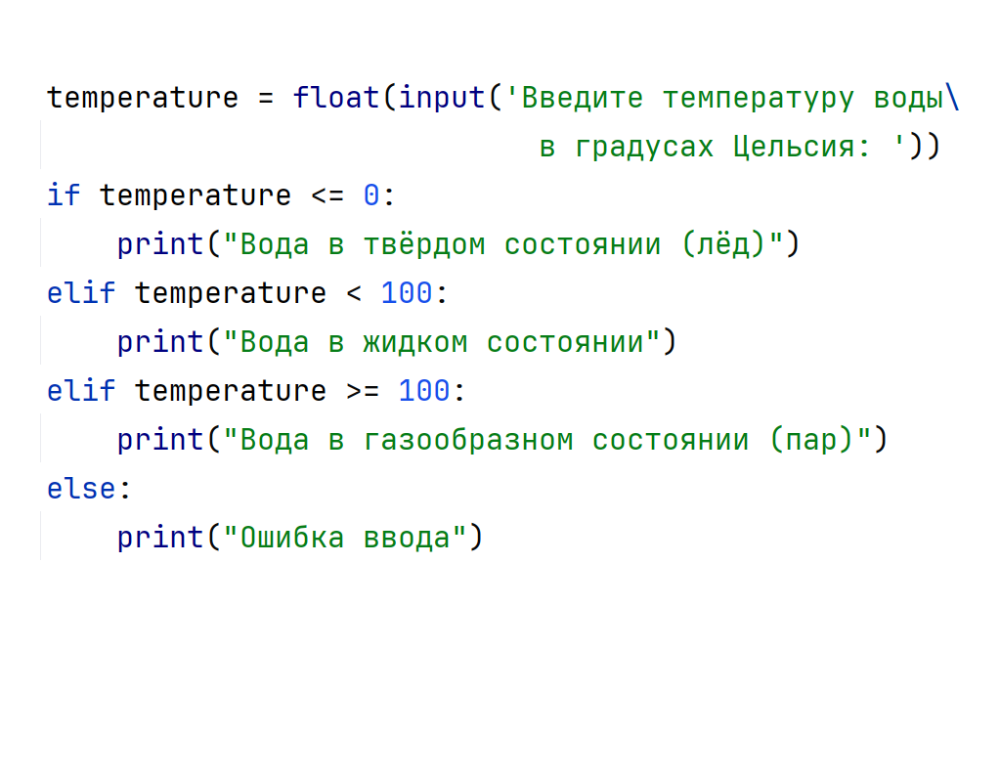 temperature = float(input('Введите температуру воды\
                            в градусах Цельсия: '))
if temperature <= 0:
    print("Вода в твёрдом состоянии (лёд)")
elif temperature < 100:
    print("Вода в жидком состоянии")
elif temperature >= 100:
    print("Вода в газообразном состоянии (пар)")
else:
    print("Ошибка ввода")